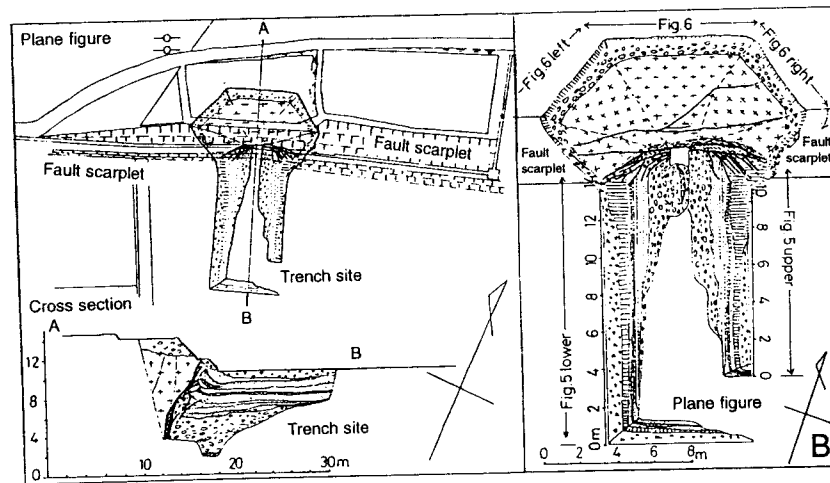 Plane figure
A
Fault scarplet
Fault scarplet
Trench site
B
Cross section
A
B
12
8
4
0
Trench site
10
20
30 m
Fig. 6
Fig. 6 left
Fig. 6 right
Fault scarplet
Fault scarplet
12
10
8
6
4
2
0m
Fig. 5 lower
10
8
6
4
2
0
Fig. 5 upper
Plane figure
0
2
4
6
8m
B